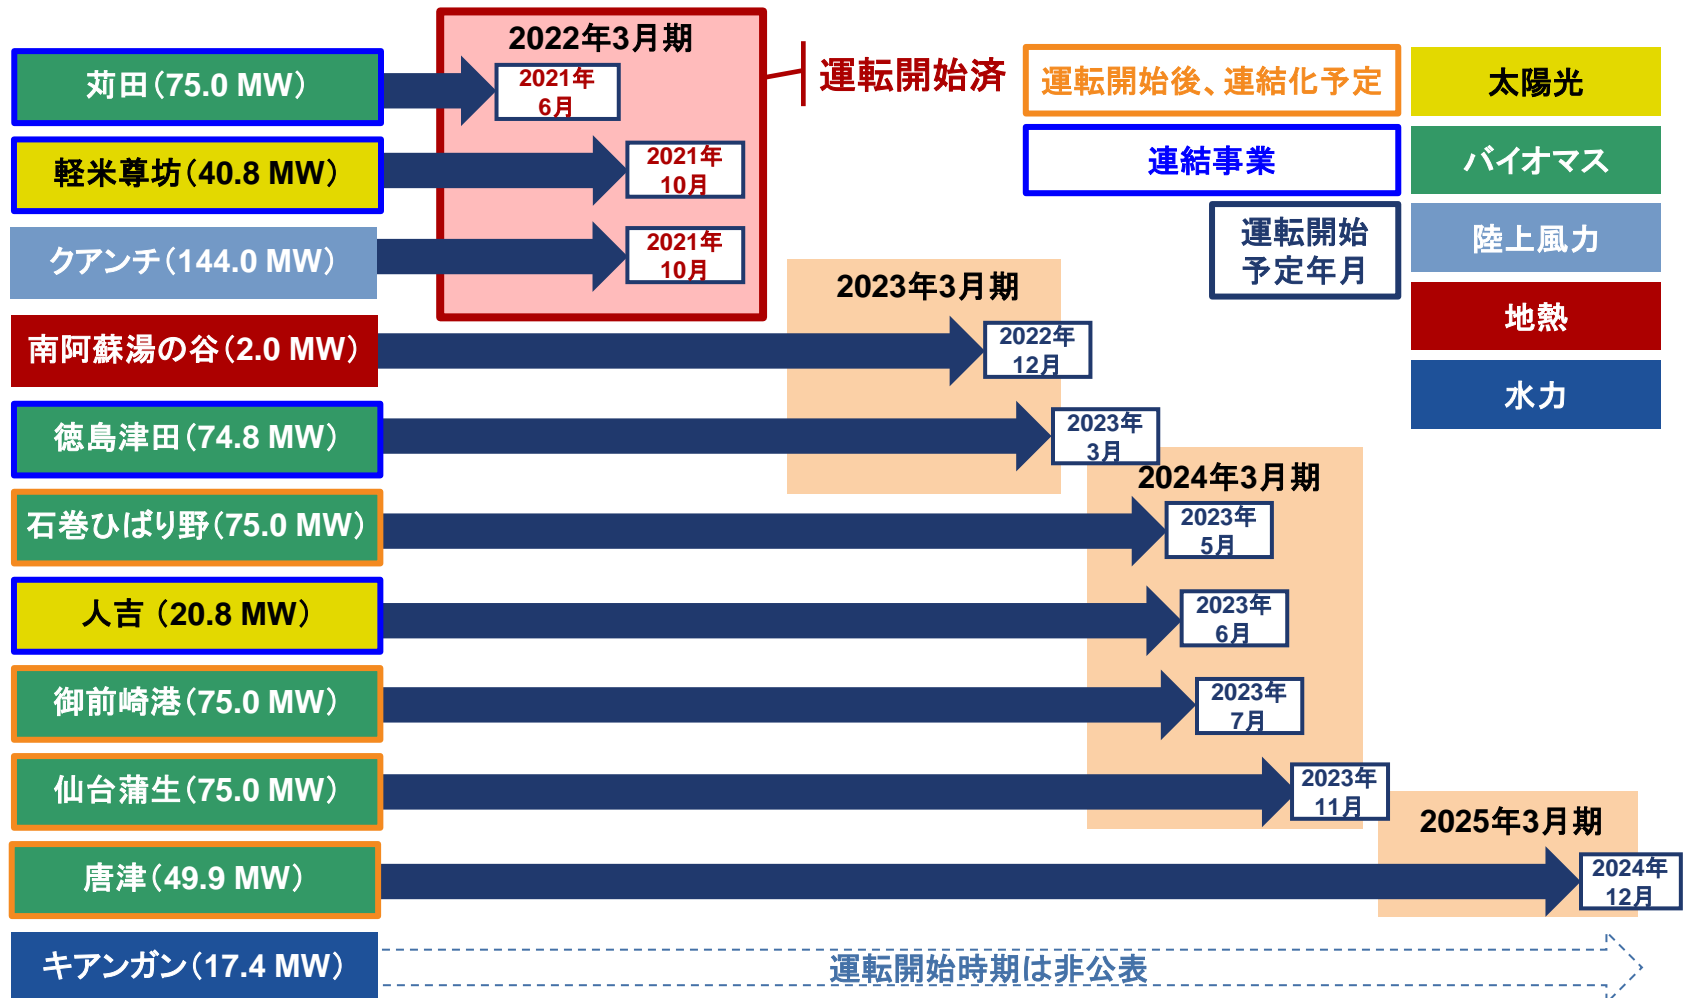 2022年3月期
苅田(75.0 MW)
2021年
6月
運転開始済
運転開始後、連結化予定
太陽光
軽米尊坊(40.8 MW)
2021年
10月
連結事業
バイオマス
クアンチ(144.0 MW)
2021年
10月
運転開始
予定年月
陸上風力
2023年3月期
南阿蘇湯の谷(2.0 MW)
2022年
12月
地熱
水力
徳島津田(74.8 MW)
2023年
3月
2024年3月期
石巻ひばり野(75.0 MW)
2023年
5月
人吉 (20.8 MW)
2023年
6月
御前崎港(75.0 MW)
2023年
7月
仙台蒲生(75.0 MW)
2023年
11月
2025年3月期
唐津(49.9 MW)
2024年
12月
キアンガン(17.4 MW)
運転開始時期は非公表